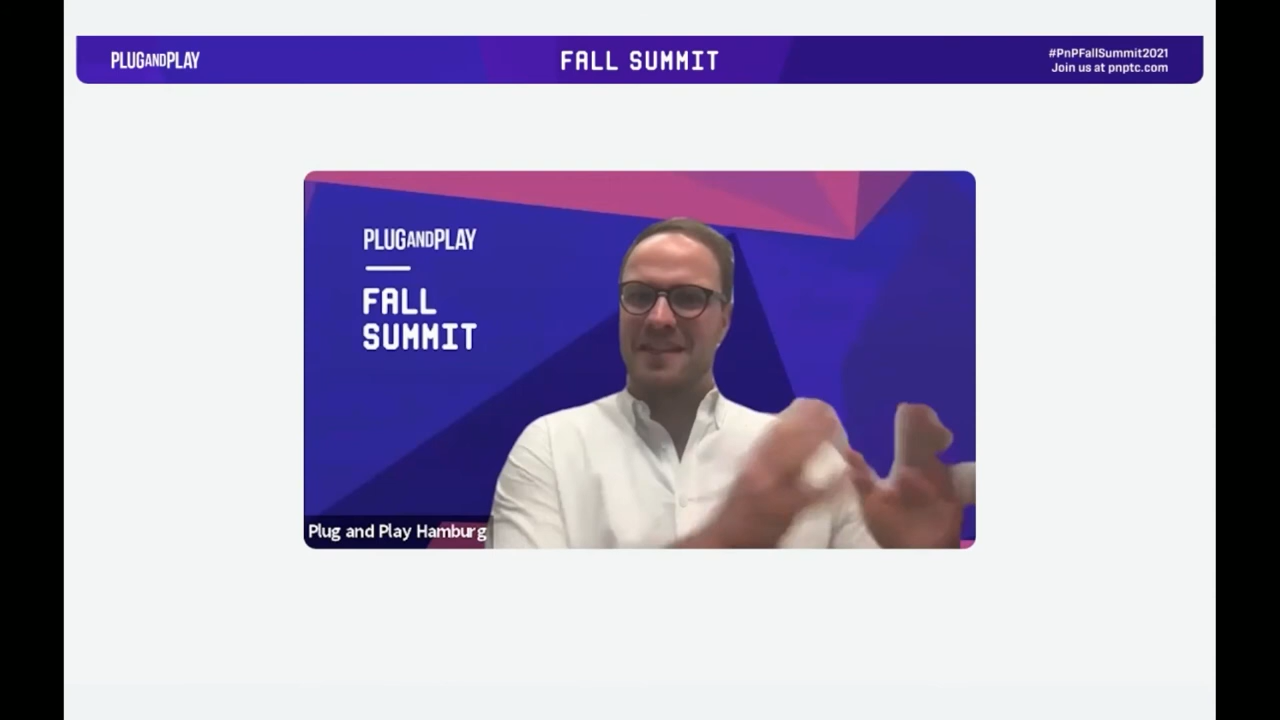 PLUGANDPLAY
FALL SUMMIT
#PnPFallSummit2021
Join us at pnptc.com
PLUGANDPLAY
FALL
SUMMIT
Plug and Play Hamburg